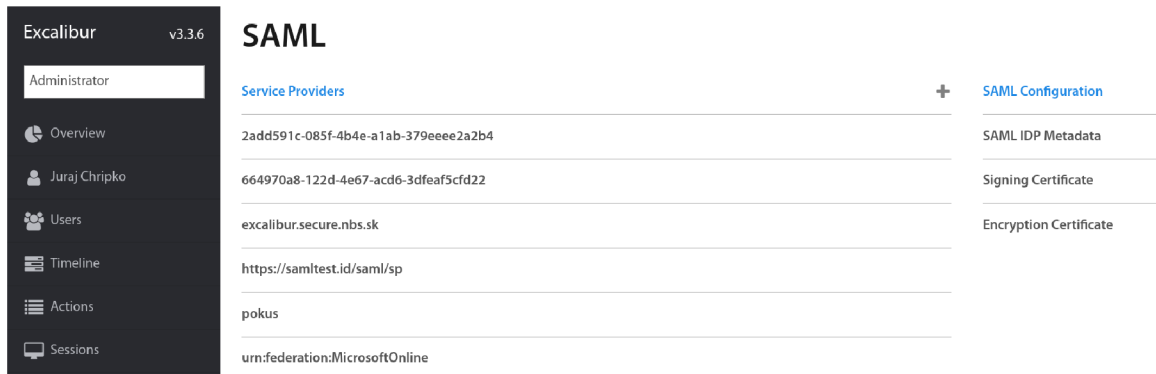 Excalibur v3.3.6
Administrator
Overview
Juraj Chripko
Users
Timeline
Actions
Sessions
SAML
Service Providers
2add591c-085f-4b4e-a1ab-379eeee2a2b4
664970a8-122d-4e67-acd6-3dfeaf5cfd22
excalibur.secure.nbs.sk
https://samltest.id/saml/sp
pokus
urn:federation:MicrosoftOnline
SAML Configuration
SAML IDP Metadata
Signing Certificate
Encryption Certificate